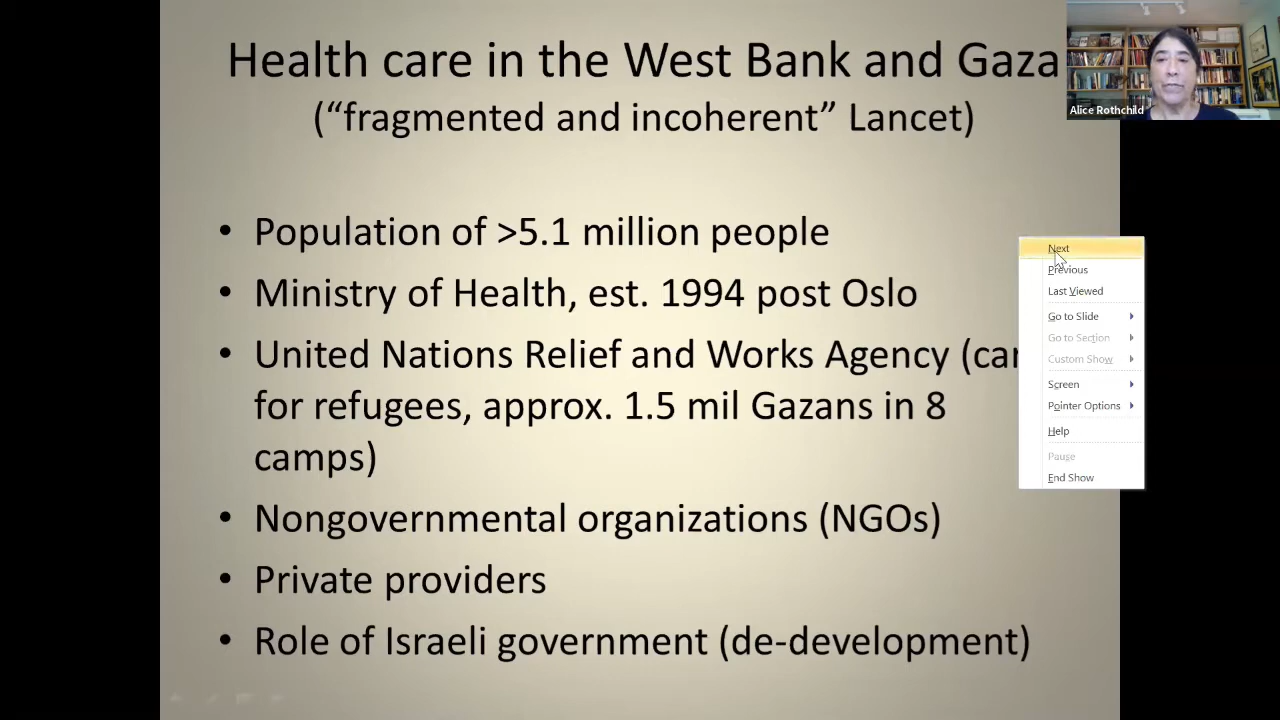 Health care in the West Bank and Gaza
(“fragmented and incoherent” Lancet)
Alice Rothchild
• Population of >5.1 million people
• Ministry of Health, est. 1994 post Oslo
• United Nations Relief and Works Agency (car
for refugees, approx. 1.5 mil Gazans in 8
camps)
• Nongovernmental organizations (NGOs)
• Private providers
• Role of Israeli government (de-development)
Next
Previous
Last Viewed
Go to Slide
Go to Section
Custom Show
Screen
Pointer Options
Help
Pause
End Show